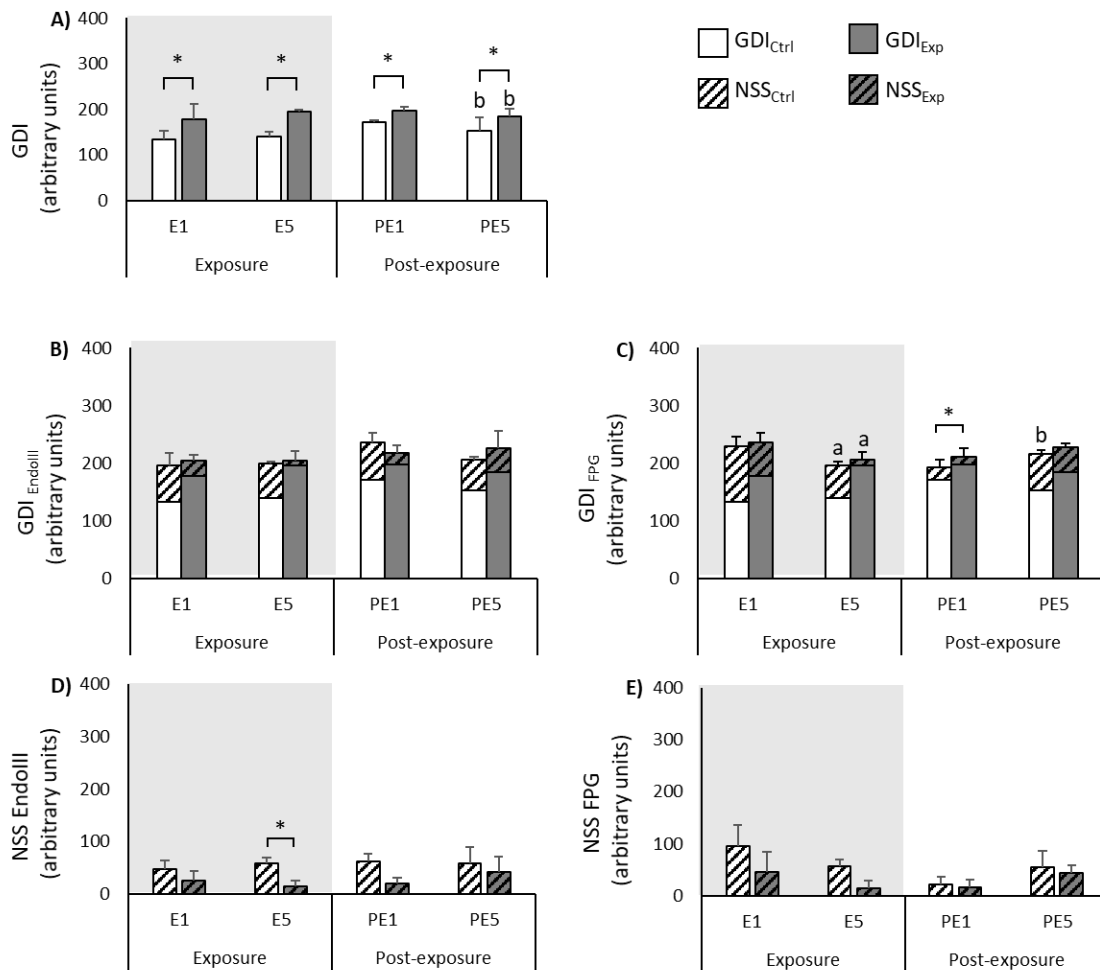 A)
400
300
200
100
0
GDI
(arbitrary units)
* * * *
b b
E1 E5 PE1 PE5
Exposure Post-exposure
GDICtrl GDIExp
NSSCtrl NSSExp
B)
400
300
200
100
0
GDI EndoIII
(arbitrary units)
E1 E5 PE1 PE5
Exposure Post-exposure
C)
400
300
200
100
0
GDI FPG
(arbitrary units)
a a * b
E1 E5 PE1 PE5
Exposure Post-exposure
D)
400
300
200
100
0
NSS EndoIII
(arbitrary units)
*
E1 E5 PE1 PE5
Exposure Post-exposure
E)
400
300
200
100
0
NSS FPG
(arbitrary units)
E1 E5 PE1 PE5
Exposure Post-exposure